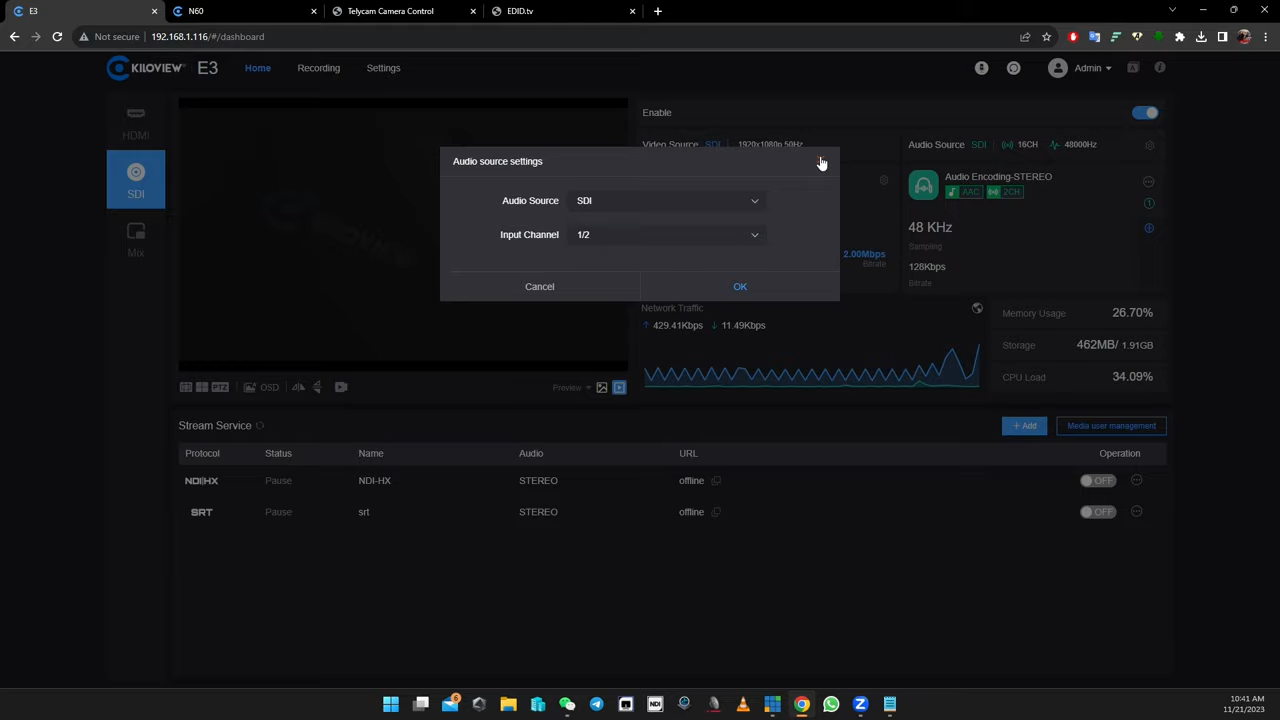 E3
N60
Telycam Camera Control
EDID.tv
Not secure
192.168.1.116/#/dashboard
KILOVIEW
E3
Home
Recording
Settings
Admin
HDMI
SDI
Mix
Enable
Video Source SDI 1920x1080p 50Hz
Audio Source SDI 16CH 48000Hz
Audio source settings
Audio Source SDI
Input Channel 1/2
Cancel
OK
Audio Encoding-STEREO
AAC 2CH
48 KHz
Sampling
128Kbps
Bitrate
2.00Mbps
Bitrate
Network Traffic
429.41Kbps 11.49Kbps
Memory Usage 26.70%
Storage 462MB/ 1.91GB
CPU Load 34.09%
PTZ
OSD
Preview
Stream Service
+ Add
Media user management
Protocol Status Name Audio URL Operation
NDI|HX Pause NDI-HX STEREO offline OFF
SRT Pause srt STEREO offline OFF
6
NDI
10:41 AM
11/21/2023